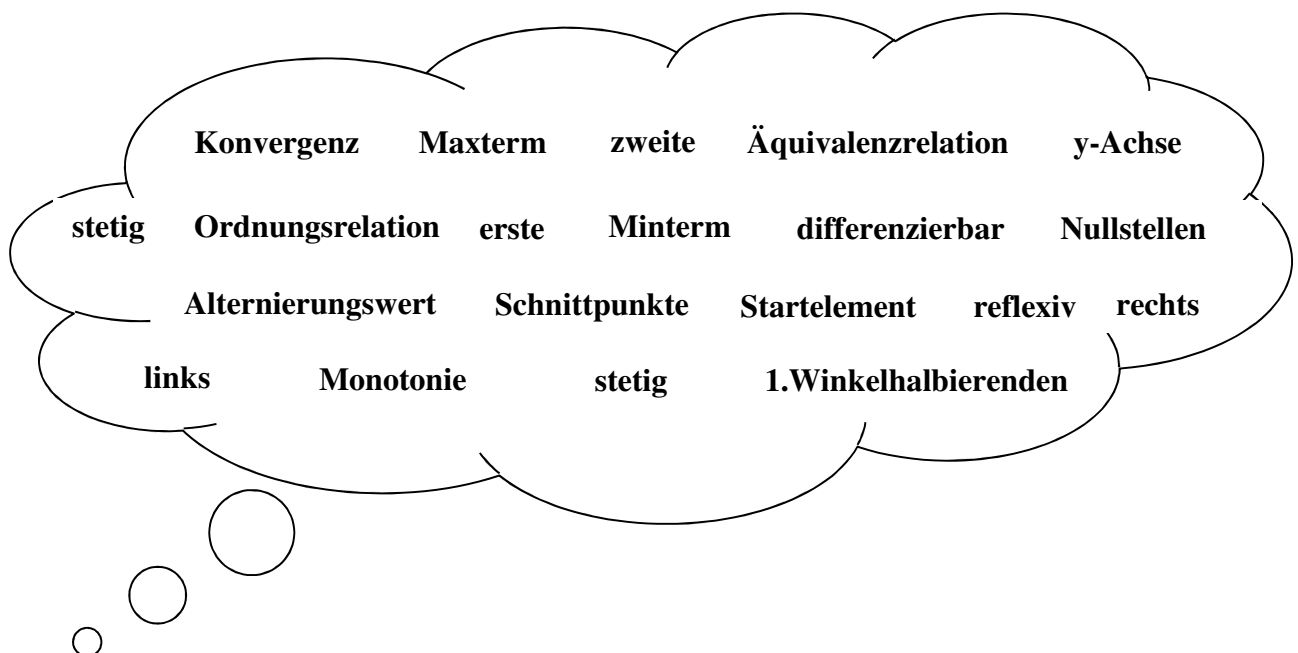 Konvergenz Maxterm zweite Äquivalenzrelation y-Achse
stetig Ordnungsrelation erste Minterm differenzierbar Nullstellen
Alternierungswert Schnittpunkte Startelement reflexiv rechts
links Monotonie stetig 1.Winkelhalbierenden